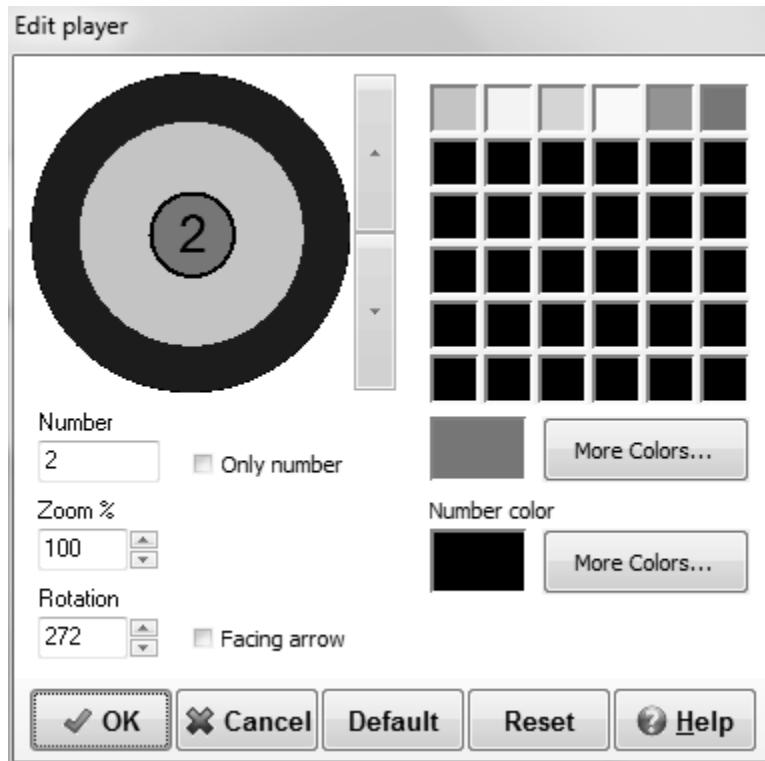 Edit player
2
Number
2
Only number
More Colors...
Zoom %
100
Number color
More Colors...
Rotation
272
Facing arrow
OK Cancel Default Reset Help